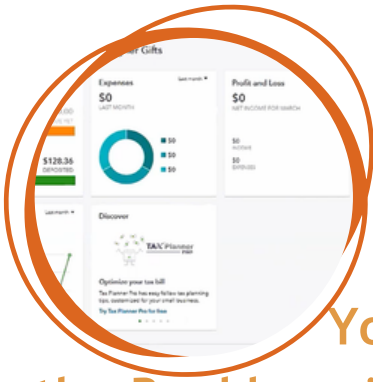 Gifts
Expenses
Last month
$0
LAST MONTH
$0
$0
$0
Profit and Loss
$0
NET INCOME FOR MARCH
$0
INCOME
$0
EXPENSES
$128.36
DEPOSITED
Last month
Discover
TAX Planner
PRO
Optimize your tax bill
Tax Planner Pro has easy follow tax planning
tips, customized for your small business.
Try Tax Planner Pro for free
Yo